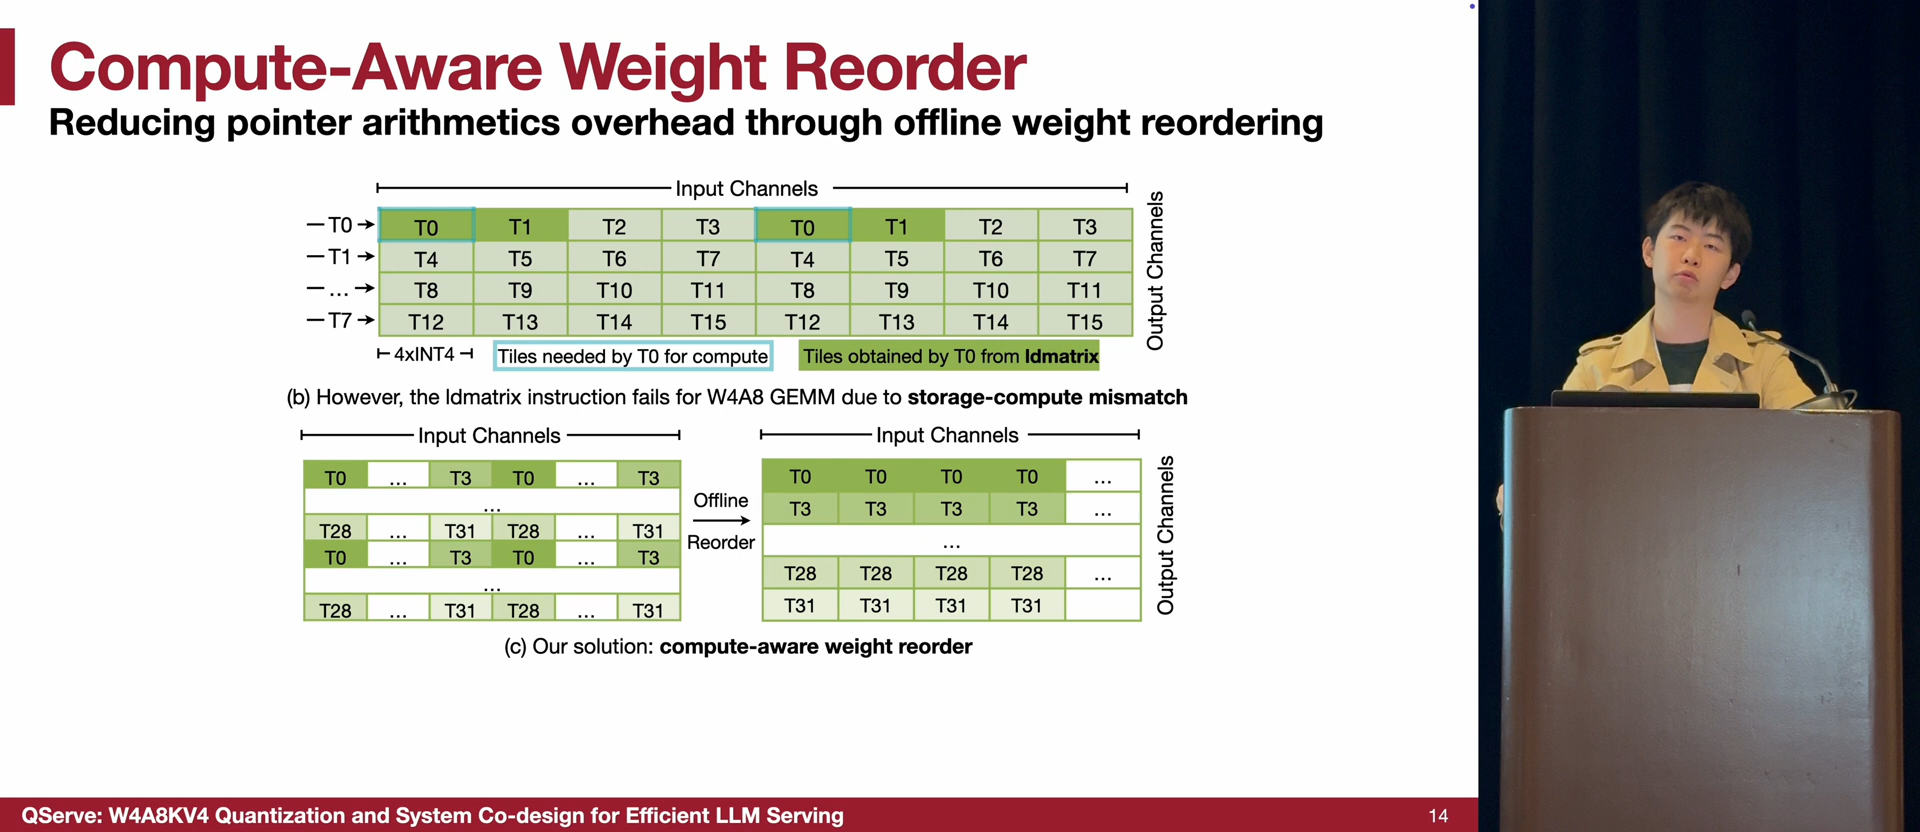 Compute-Aware Weight Reorder
Reducing pointer arithmetics overhead through offline weight reordering
Input Channels
T0 T0 T1 T2 T3 T0 T1 T2 T3
T1 T4 T5 T6 T7 T4 T5 T6 T7
... T8 T9 T10 T11 T8 T9 T10 T11
T7 T12 T13 T14 T15 T12 T13 T14 T15
Output Channels
4xINT4 Tiles needed by T0 for compute Tiles obtained by T0 from ldmatrix
(b) However, the ldmatrix instruction fails for W4A8 GEMM due to storage-compute mismatch
Input Channels
T0 ... T3 T0 ... T3
...
T28 ... T31 T28 ... T31
T0 ... T3 T0 ... T3
...
T28 ... T31 T28 ... T31
Offline
Reorder
Input Channels
T0 T0 T0 T0 ...
T3 T3 T3 T3 ...
...
T28 T28 T28 T28 ...
T31 T31 T31 T31
Output Channels
(c) Our solution: compute-aware weight reorder
QServe: W4A8KV4 Quantization and System Co-design for Efficient LLM Serving
14